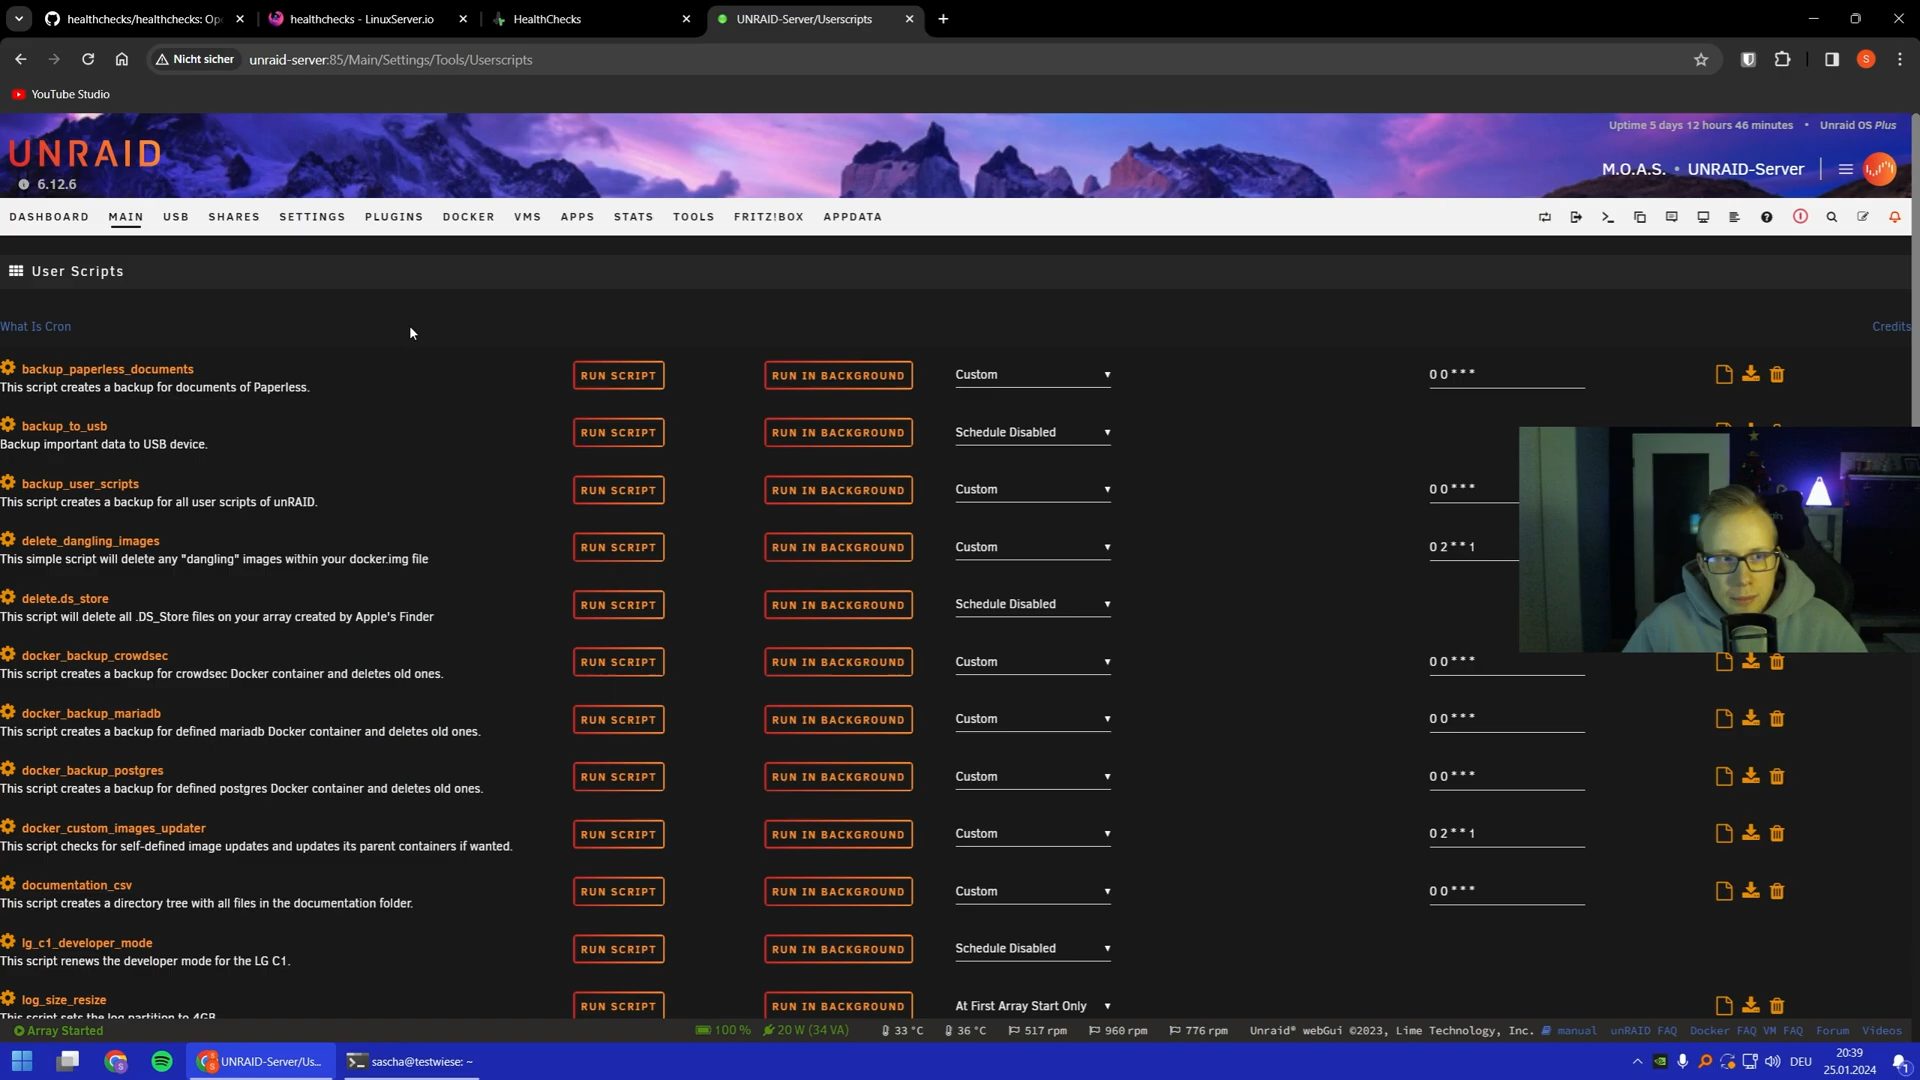 healthchecks/healthchecks: Op
healthchecks - LinuxServer.io
HealthChecks
UNRAID-Server/Userscripts
Nicht sicher
unraid-server:85/Main/Settings/Tools/Userscripts
S
YouTube Studio
Uptime 5 days 12 hours 46 minutes • Unraid OS Plus
UNRAID
6.12.6
M.O.A.S. • UNRAID-Server
DASHBOARD MAIN USB SHARES SETTINGS PLUGINS DOCKER VMS APPS STATS TOOLS FRITZ!BOX APPDATA
User Scripts
What Is Cron
Credits
backup_paperless_documents
This script creates a backup for documents of Paperless.
RUN SCRIPT
RUN IN BACKGROUND
Custom
0 0 * * *
backup_to_usb
Backup important data to USB device.
RUN SCRIPT
RUN IN BACKGROUND
Schedule Disabled
backup_user_scripts
This script creates a backup for all user scripts of unRAID.
RUN SCRIPT
RUN IN BACKGROUND
Custom
0 0 * * *
delete_dangling_images
This simple script will delete any "dangling" images within your docker.img file
RUN SCRIPT
RUN IN BACKGROUND
Custom
0 2 * * 1
delete.ds_store
This script will delete all .DS_Store files on your array created by Apple's Finder
RUN SCRIPT
RUN IN BACKGROUND
Schedule Disabled
docker_backup_crowdsec
This script creates a backup for crowdsec Docker container and deletes old ones.
RUN SCRIPT
RUN IN BACKGROUND
Custom
0 0 * * *
docker_backup_mariadb
This script creates a backup for defined mariadb Docker container and deletes old ones.
RUN SCRIPT
RUN IN BACKGROUND
Custom
0 0 * * *
docker_backup_postgres
This script creates a backup for defined postgres Docker container and deletes old ones.
RUN SCRIPT
RUN IN BACKGROUND
Custom
0 0 * * *
docker_custom_images_updater
This script checks for self-defined image updates and updates its parent containers if wanted.
RUN SCRIPT
RUN IN BACKGROUND
Custom
0 2 * * 1
documentation_csv
This script creates a directory tree with all files in the documentation folder.
RUN SCRIPT
RUN IN BACKGROUND
Custom
0 0 * * *
lg_c1_developer_mode
This script renews the developer mode for the LG C1.
RUN SCRIPT
RUN IN BACKGROUND
Schedule Disabled
log_size_resize
This script sets the log partition to 4GB
RUN SCRIPT
RUN IN BACKGROUND
At First Array Start Only
Array Started
100 % 20 W (34 VA) 33 °C 36 °C 517 rpm 960 rpm 776 rpm Unraid® webGui ©2023, Lime Technology, Inc. manual unRAID FAQ Docker FAQ VM FAQ Forum Videos
UNRAID-Server/Us...
sascha@testwiese: ~
DEU
20:39
25.01.2024
1